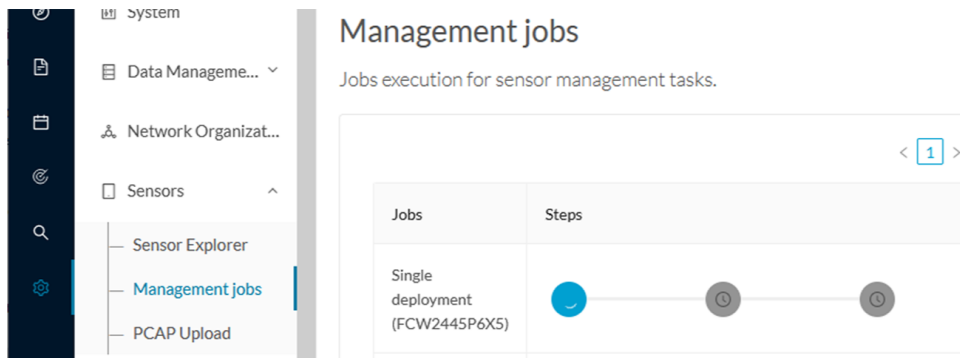 System
Data Manageme...
Network Organizat...
Sensors
Sensor Explorer
Management jobs
PCAP Upload
Management jobs
Jobs execution for sensor management tasks.
< 1 >
Jobs
Steps
Single
deployment
(FCW2445P6X5)